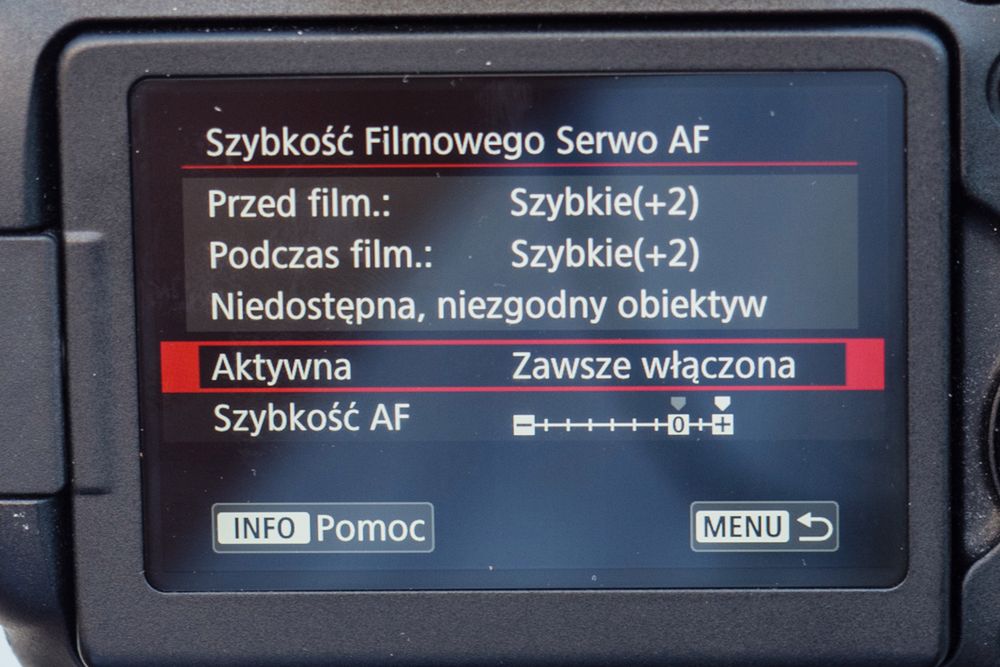 Szybkość Filmowego Serwo AF
Przed film.: Szybkie(+2)
Podczas film.: Szybkie(+2)
Niedostępna, niezgodny obiektyw
Aktywna Zawsze włączona
Szybkość AF − 0 +
INFO Pomoc MENU